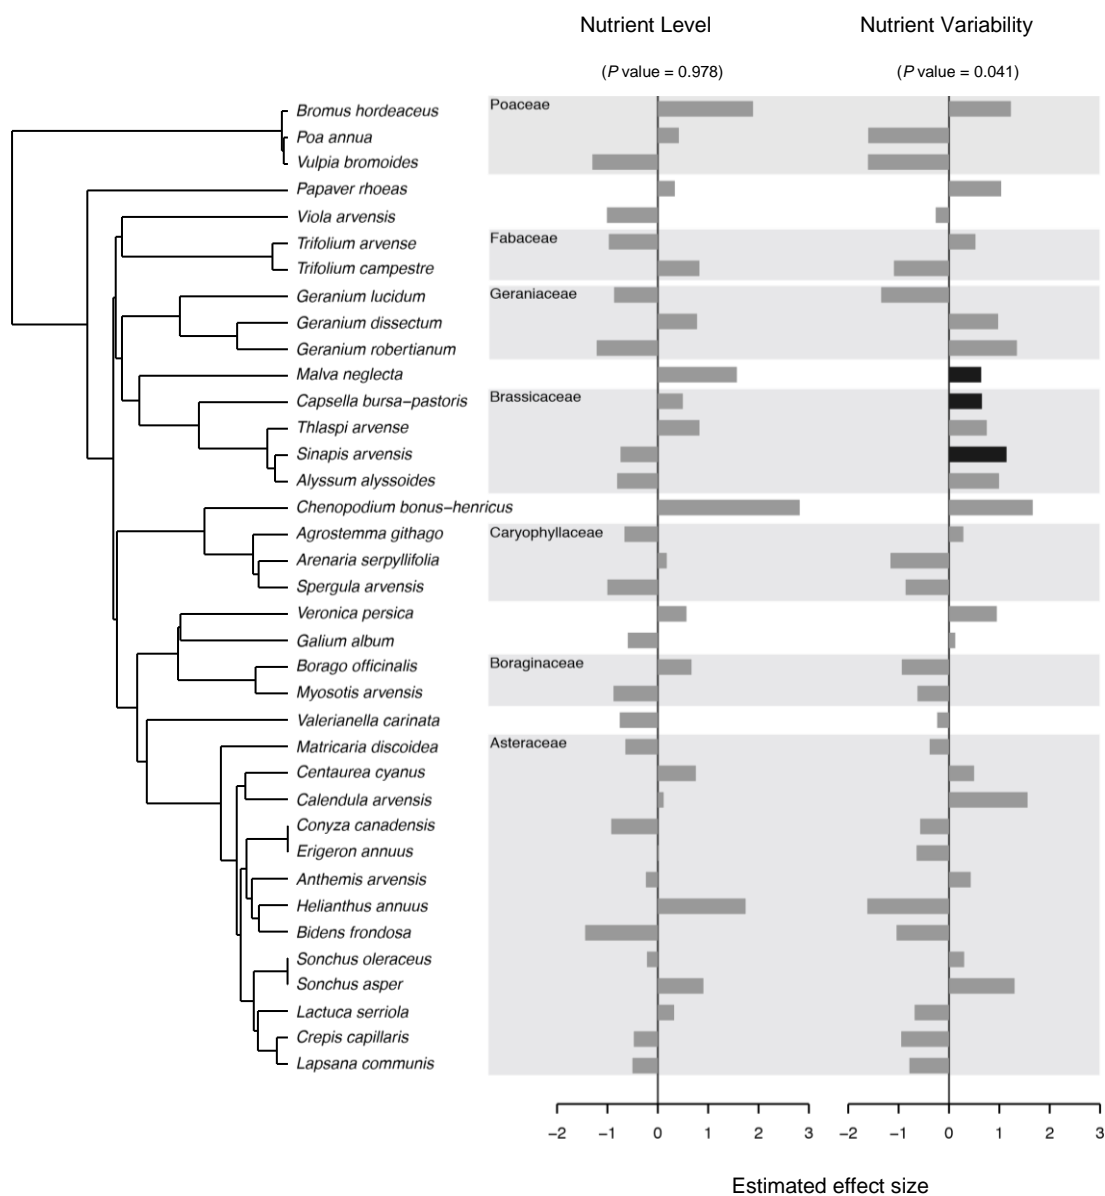 Nutrient Level Nutrient Variability
(P value = 0.978) (P value = 0.041)
Bromus hordeaceus Poaceae
Poa annua
Vulpia bromoides
Papaver rhoeas
Viola arvensis
Trifolium arvense Fabaceae
Trifolium campestre
Geranium lucidum Geraniaceae
Geranium dissectum
Geranium robertianum
Malva neglecta
Capsella bursa−pastoris Brassicaceae
Thlaspi arvense
Sinapis arvensis
Alyssum alyssoides
Chenopodium bonus−henricus
Agrostemma githago Caryophyllaceae
Arenaria serpyllifolia
Spergula arvensis
Veronica persica
Galium album
Borago officinalis Boraginaceae
Myosotis arvensis
Valerianella carinata
Matricaria discoidea Asteraceae
Centaurea cyanus
Calendula arvensis
Conyza canadensis
Erigeron annuus
Anthemis arvensis
Helianthus annuus
Bidens frondosa
Sonchus oleraceus
Sonchus asper
Lactuca serriola
Crepis capillaris
Lapsana communis
−2 −1 0 1 2 3 −2 −1 0 1 2 3
Estimated effect size